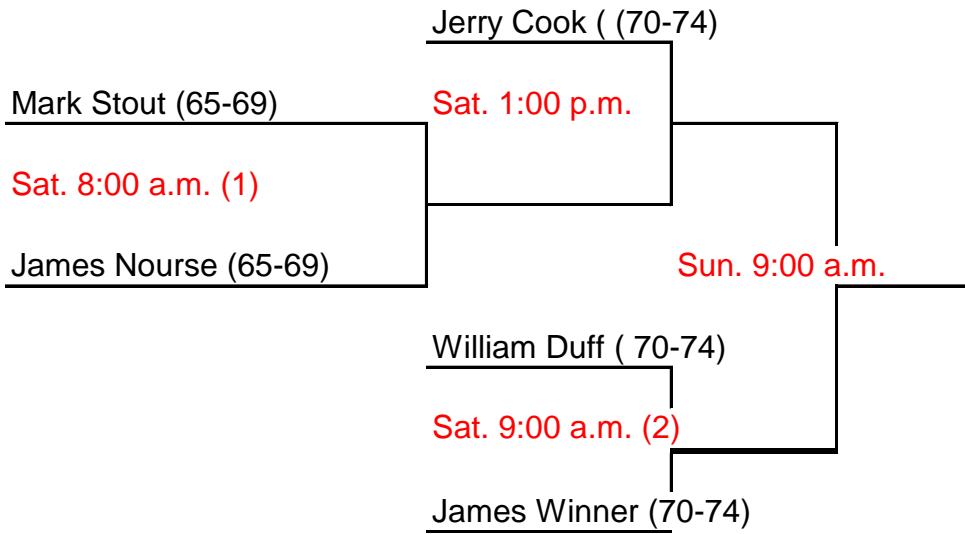 Jerry Cook ( (70-74)
Mark Stout (65-69)
Sat. 1:00 p.m.
Sat. 8:00 a.m. (1)
James Nourse (65-69)
Sun. 9:00 a.m.
William Duff ( 70-74)
Sat. 9:00 a.m. (2)
James Winner (70-74)